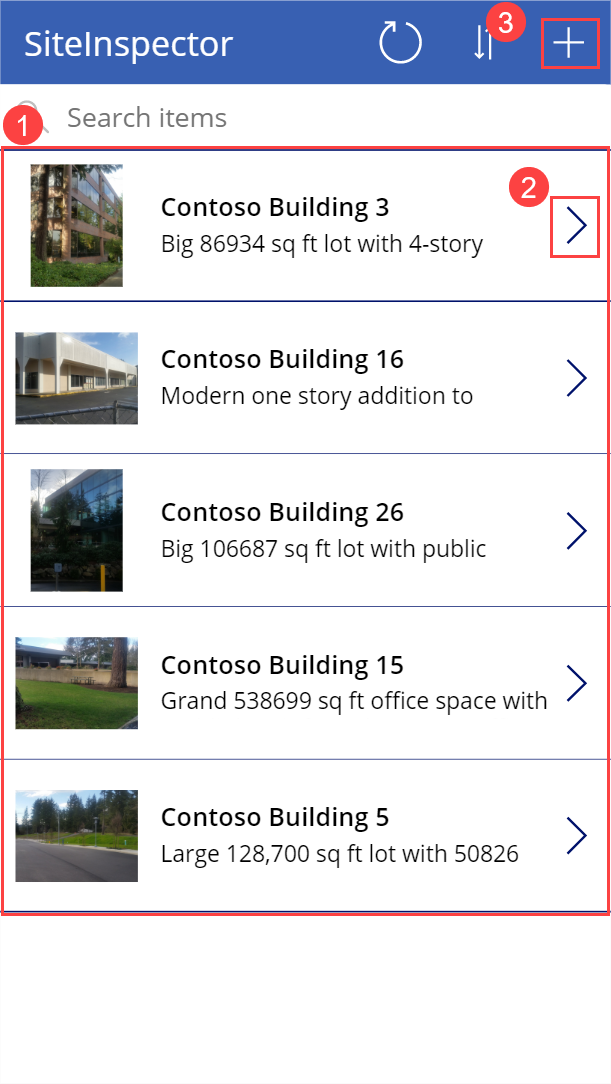 SiteInspector
3
1
Search items
2
Contoso Building 3
Big 86934 sq ft lot with 4-story
Contoso Building 16
Modern one story addition to
Contoso Building 26
Big 106687 sq ft lot with public
Contoso Building 15
Grand 538699 sq ft office space with
Contoso Building 5
Large 128,700 sq ft lot with 50826